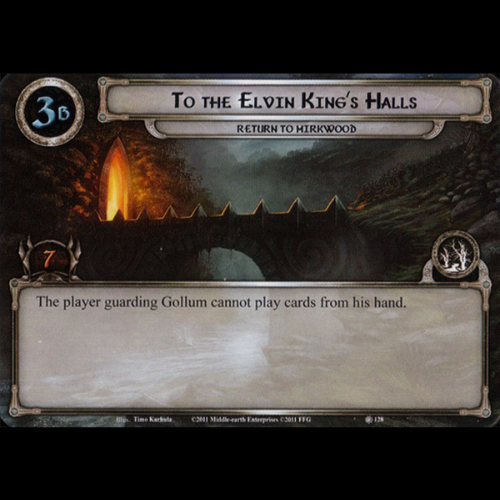 3B
TO THE ELVIN KING'S HALLS
RETURN TO MIRKWOOD
7
The player guarding Gollum cannot play cards from his hand.
Illus. Timo Karhula ©2011 Middle-earth Enterprises ©2011 FFG 128